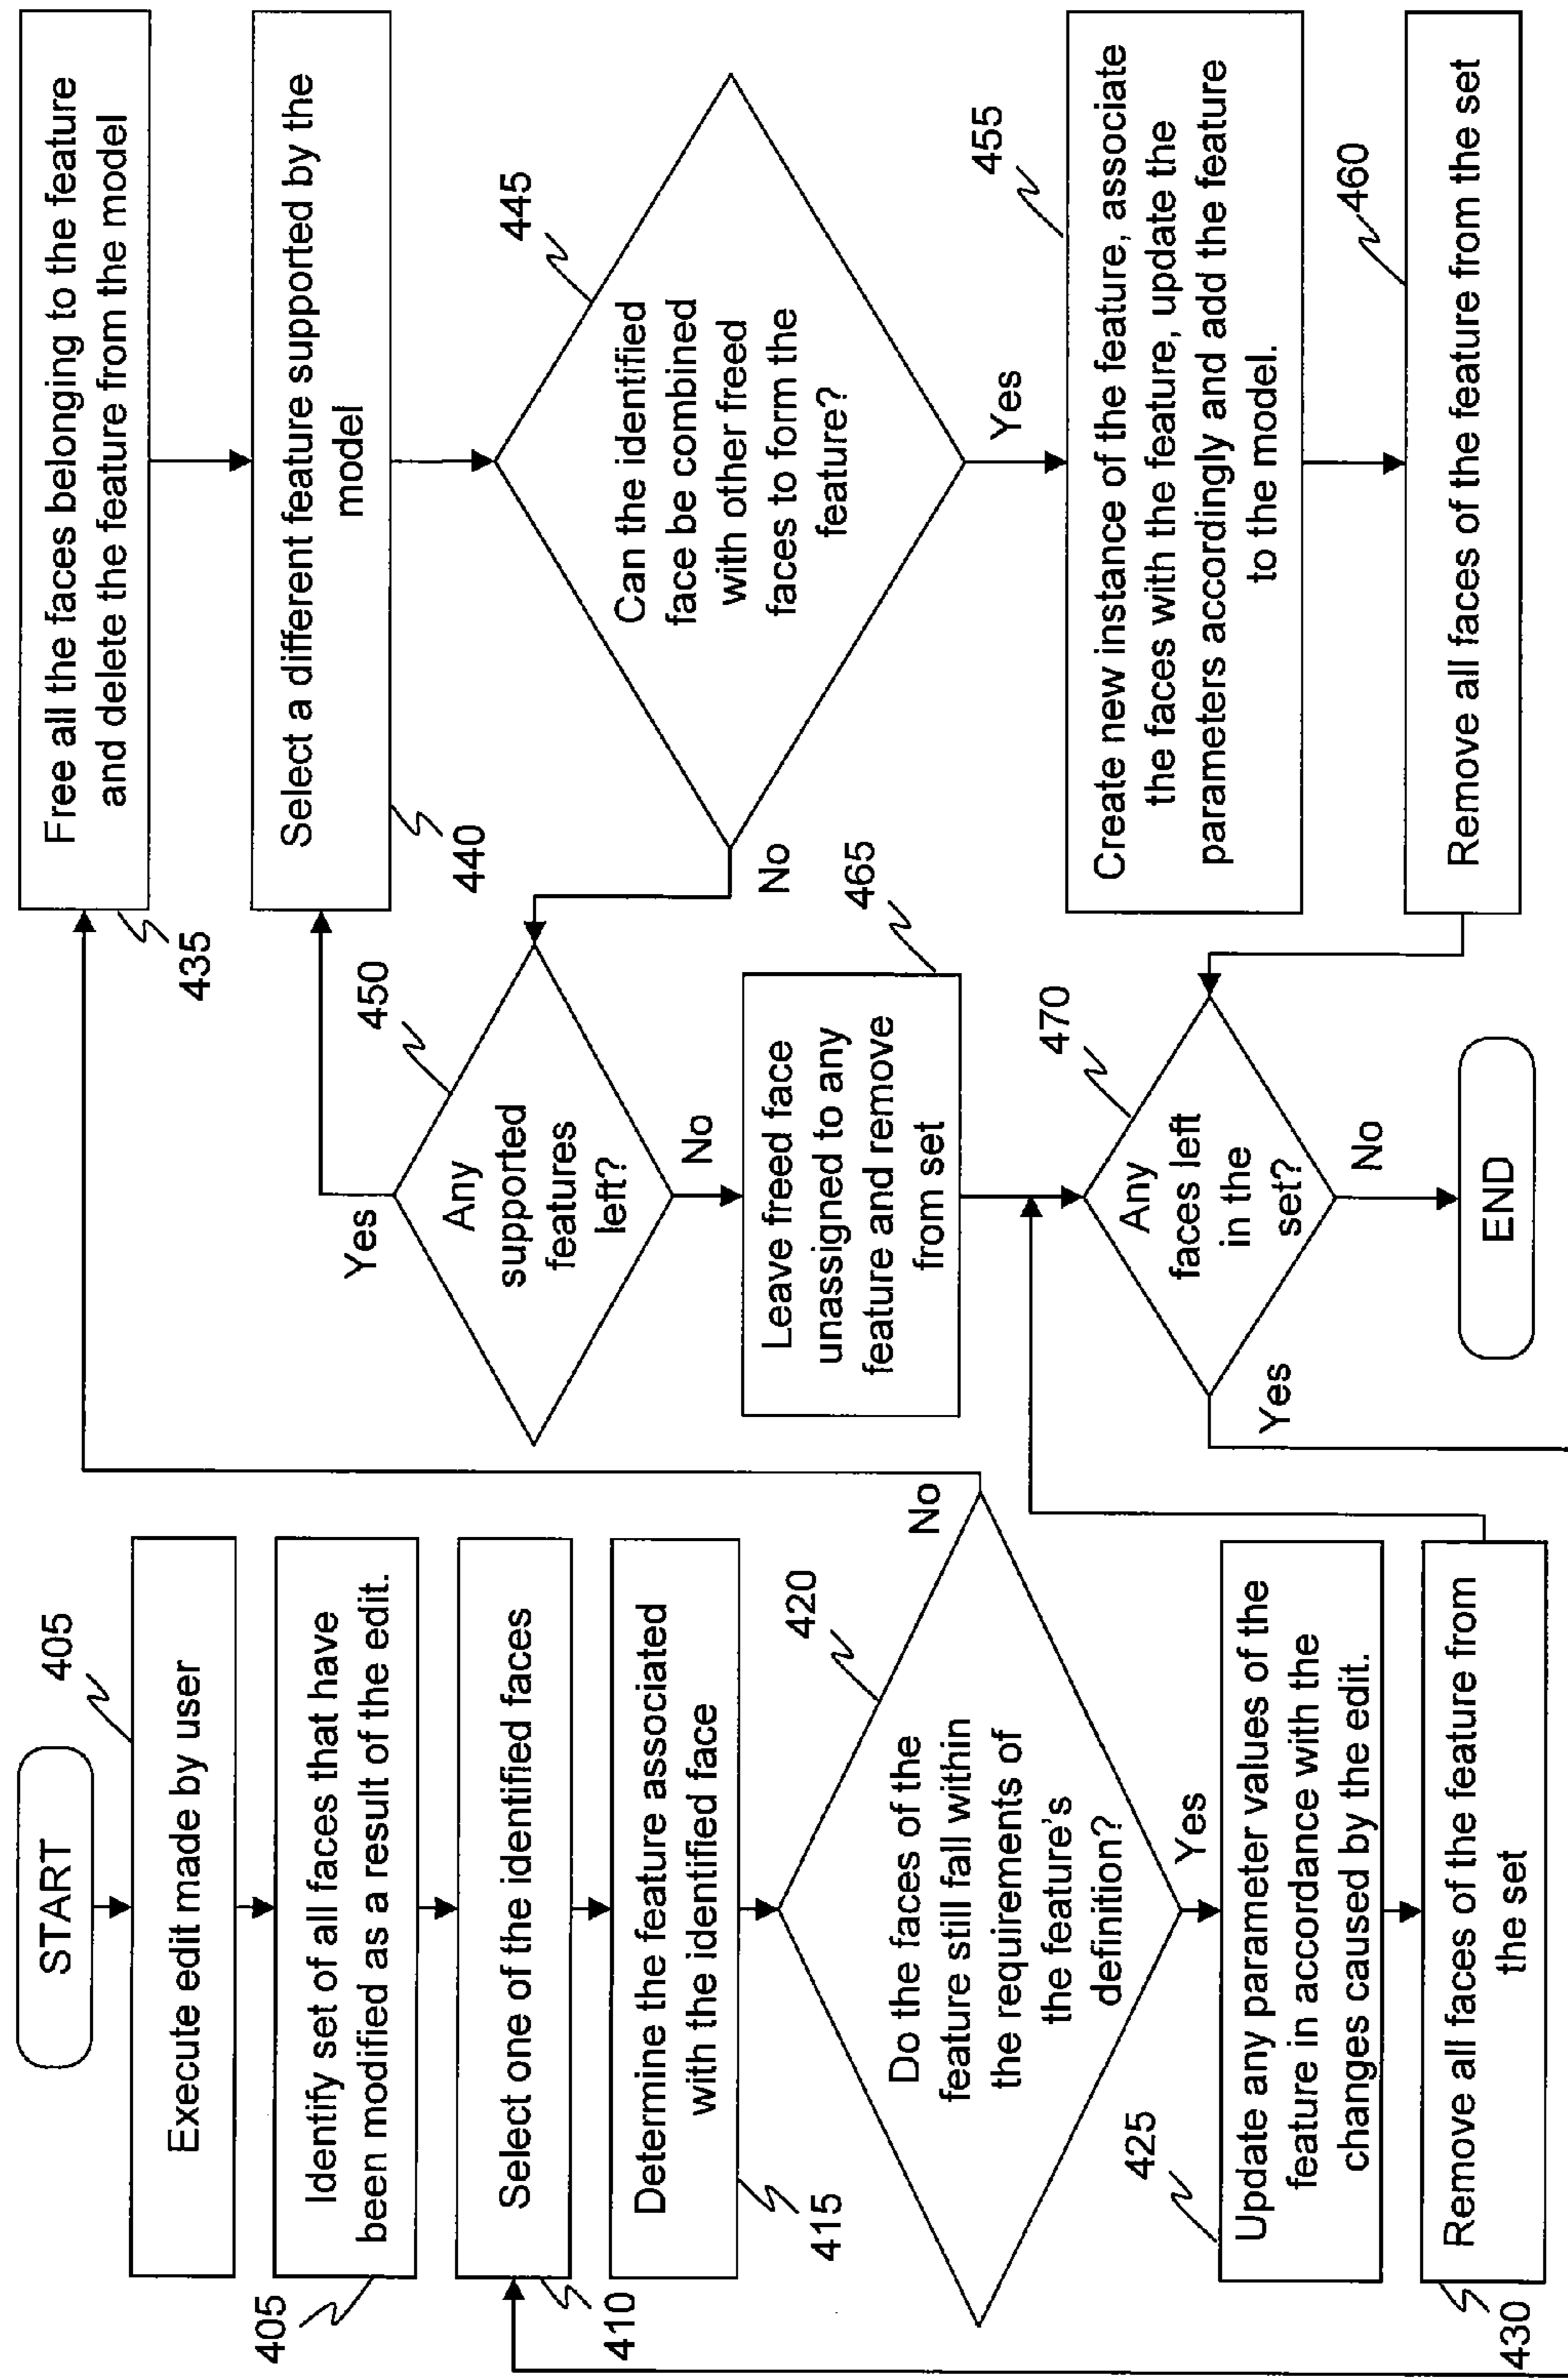 START
405
Execute edit made by user
Identify set of all faces that have
been modified as a result of the edit.
405
Select one of the identified faces
410
Determine the feature associated
with the identified face
415
Do the faces of the
feature still fall within
the requirements of
the feature's
definition?
420
No
Yes
Update any parameter values of the
feature in accordance with the
changes caused by the edit.
425
Remove all faces of the feature from
the set
430
Free all the faces belonging to the feature
and delete the feature from the model
435
Select a different feature supported by the
model
440
Can the identified
face be combined
with other freed
faces to form the
feature?
445
No
Yes
Any
supported
features
left?
450
Yes
No
Leave freed face
unassigned to any
feature and remove
from set
465
Create new instance of the feature, associate
the faces with the feature, update the
parameters accordingly and add the feature
to the model.
455
Remove all faces of the feature from the set
460
Any
faces left
in the
set?
470
Yes
No
END